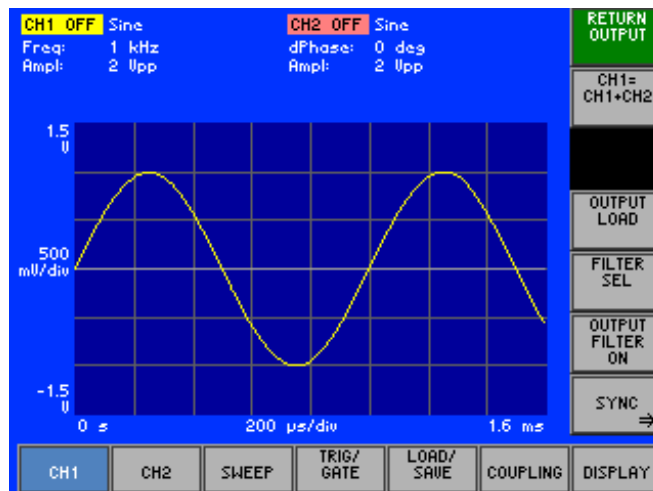 CH1 OFF Sine
Freq: 1 kHz
Ampl: 2 Vpp
CH2 OFF Sine
dPhase: 0 deg
Ampl: 2 Vpp
1.5
V
500
mV/div
-1.5
V
0 s
200 µs/div
1.6 ms
RETURN
OUTPUT
CH1=
CH1+CH2
OUTPUT
LOAD
FILTER
SEL
OUTPUT
FILTER
ON
SYNC ⇒
CH1
CH2
SWEEP
TRIG/
GATE
LOAD/
SAVE
COUPLING
DISPLAY